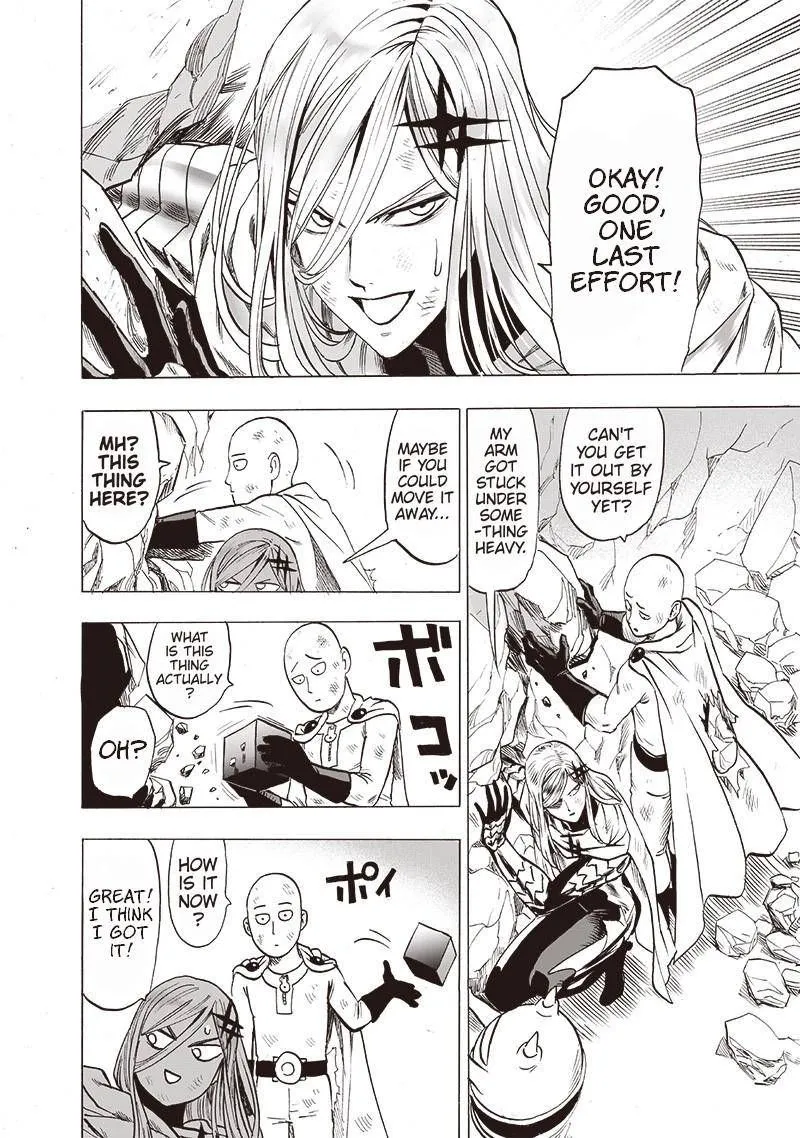 OKAY!
GOOD,
ONE
LAST
EFFORT!
CAN'T
YOU GET
IT OUT BY
YOURSELF
YET?
MY
ARM
GOT
STUCK
UNDER
SOME
-THING
HEAVY.
MAYBE
IF YOU
COULD
MOVE IT
AWAY...
MH?
THIS
THING
HERE?
ボコッ
WHAT
IS THIS
THING
ACTUALLY
?
OH?
ポイ
HOW
IS IT
NOW?
GREAT!
I THINK
I GOT
IT!